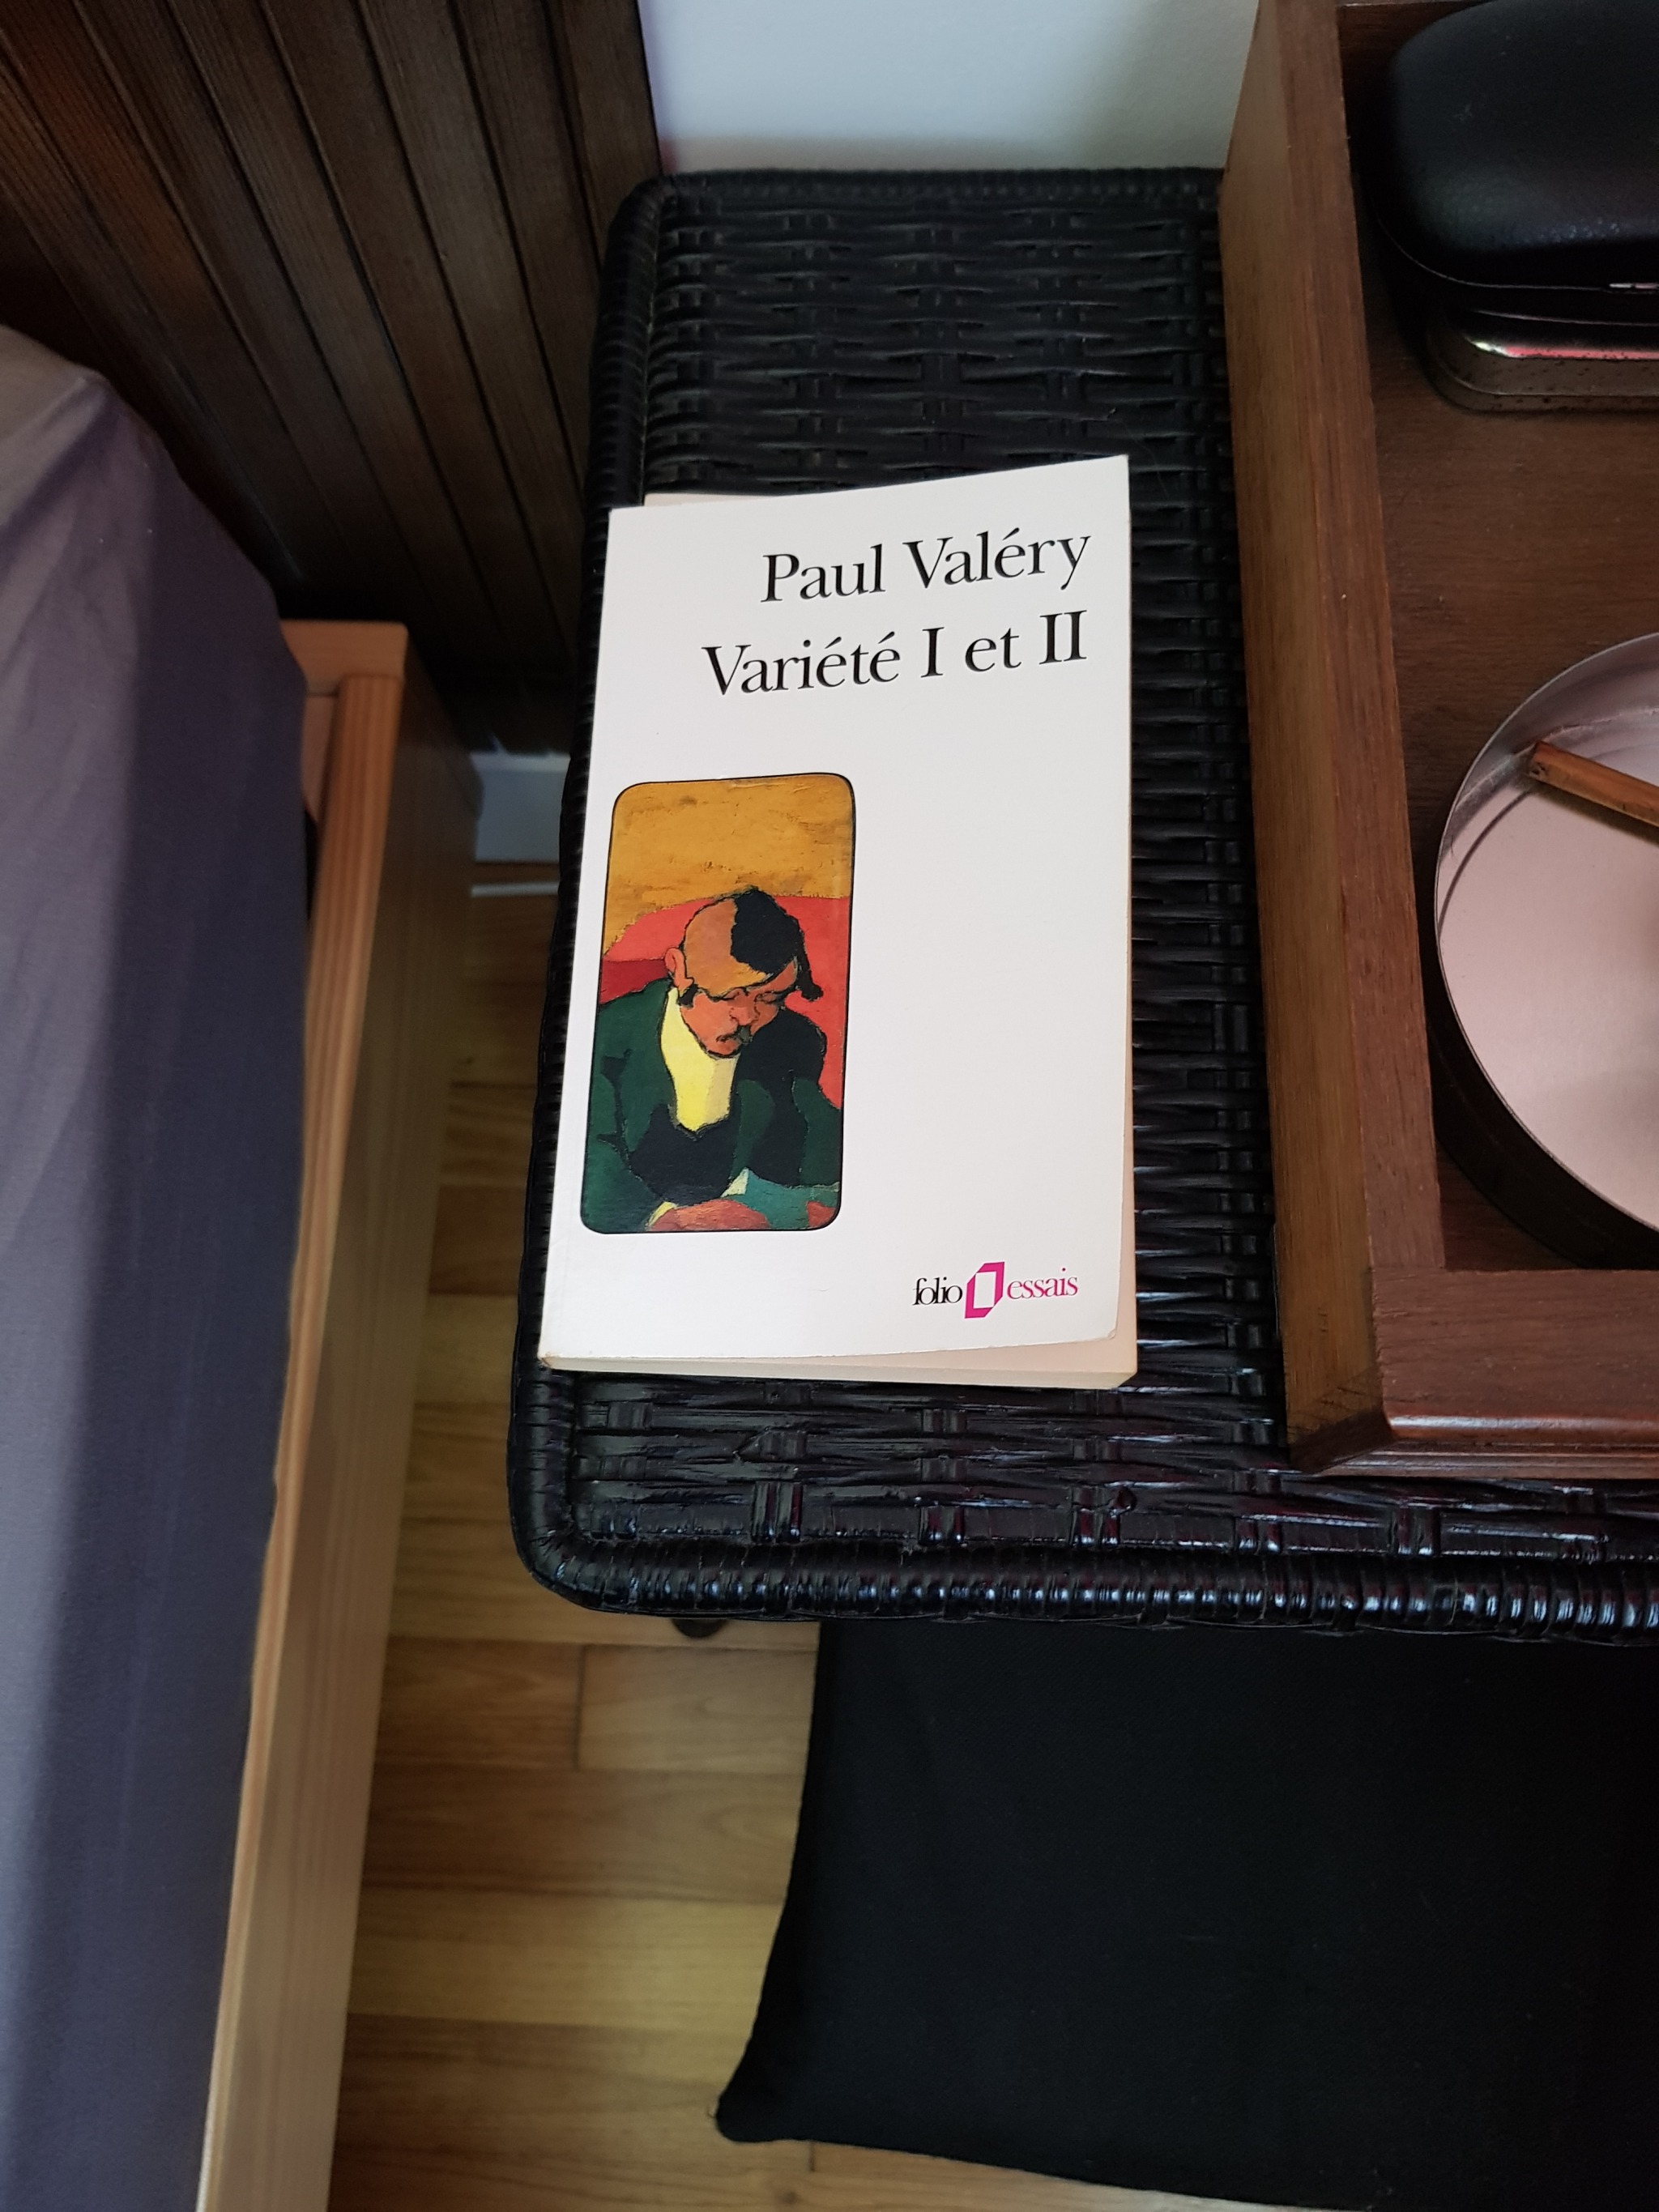 Paul Valéry
Variété I et II
folio essais